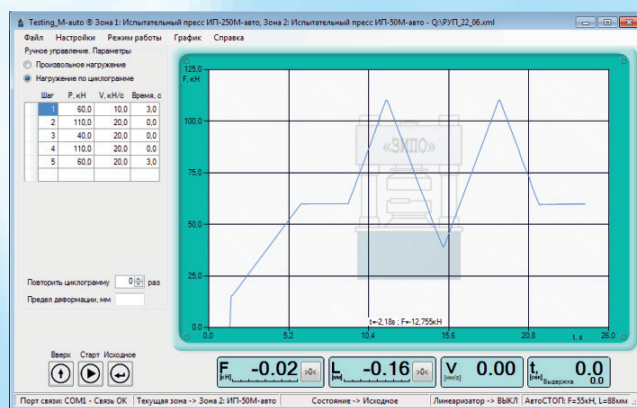 Testing_M-auto ® Зона 1: Испытательный пресс ИП-250М-авто, Зона 2: Испытательный пресс ИП-50М-авто - Q:\РУП_22_06.xml
Файл Настройки Режим работы График Справка
Ручное управление. Параметры
Произвольное нагружение
Нагружение по циклограмме
Шаг P, кН V, кН/с Время, с
1 60,0 10,0 3,0
2 110,0 20,0 0,0
3 40,0 20,0 0,0
4 110,0 20,0 0,0
5 60,0 20,0 3,0
Повторить циклограмму 0 раз
Предел деформации, мм
Вверх Старт Исходное
125,0
F, кН
100,0
75,0
50,0
25,0
0,0
«ЗИПО»
t=-2,18в ; F=-12,755кН
0,0 5,2 10,4 15,6 20,8 26,0
t, в
F [кН] -0.02 >0<
L [мм] -0.16 >0<
V [мм/с] 0.00
t, [сек] 0.0
Выдержка 0.0
Порт связи: COM1 - Связь ОК Текущая зона -> Зона 2: ИП-50М-авто Состояние -> Исходное Линеаризатор -> ВЫКЛ АвтоСТОП: F=55кН, L=88мм